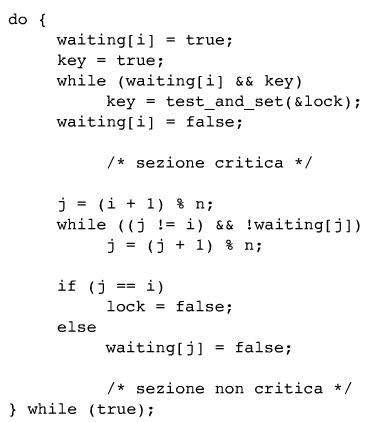 do {
waiting[i] = true;
key = true;
while (waiting[i] && key)
key = test_and_set(&lock);
waiting[i] = false;
/* sezione critica */
j = (i + 1) % n;
while ((j != i) && !waiting[j])
j = (j + 1) % n;
if (j == i)
lock = false;
else
waiting[j] = false;
/* sezione non critica */
} while (true);